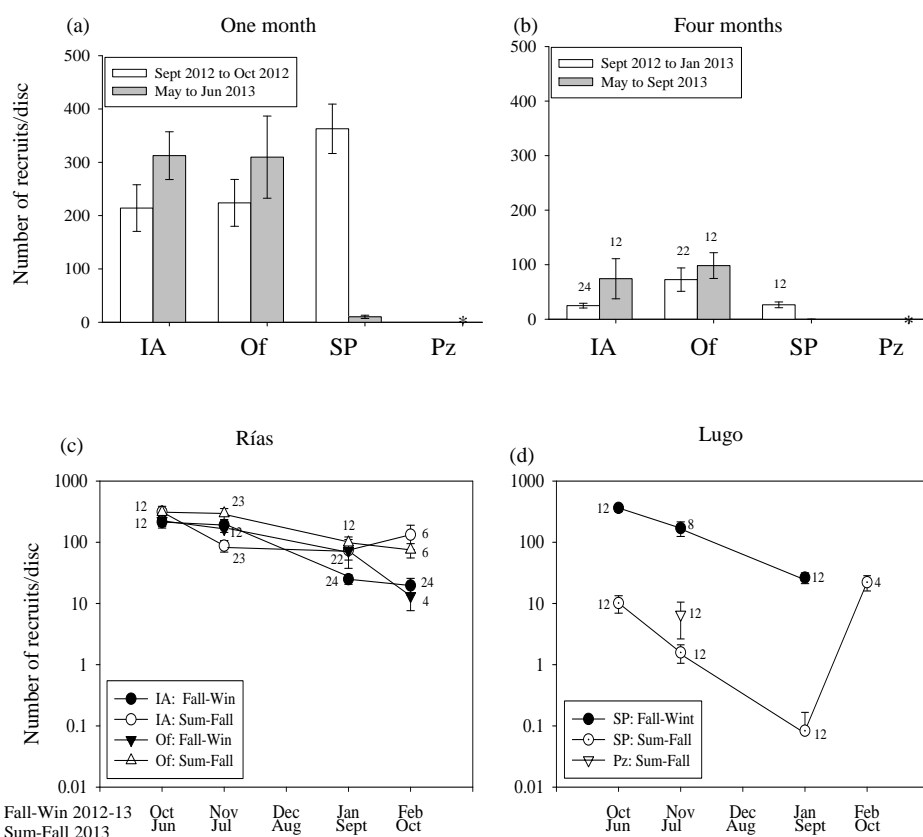 (a) One month
(b) Four months
Number of recruits/disc
500
400
300
200
100
0
Sept 2012 to Oct 2012
May to Jun 2013
IA Of SP Pz
*
500
400
300
200
100
0
Sept 2012 to Jan 2013
May to Sept 2013
24 12 22 12 12
IA Of SP Pz
*
(c) Rías
(d) Lugo
Number of recruits/disc
1000
100
10
1
0.1
0.01
12 23 12 6
12 12 22 6
23 24 24
4
IA: Fall-Win
IA: Sum-Fall
Of: Fall-Win
Of: Sum-Fall
Fall-Win 2012-13 Oct Nov Dec Jan Feb
Sum-Fall 2013 Jun Jul Aug Sept Oct
1000
100
10
1
0.1
0.01
12 8 12 4
12 12
12 12
SP: Fall-Wint
SP: Sum-Fall
Pz: Sum-Fall
Oct Nov Dec Jan Feb
Jun Jul Aug Sept Oct